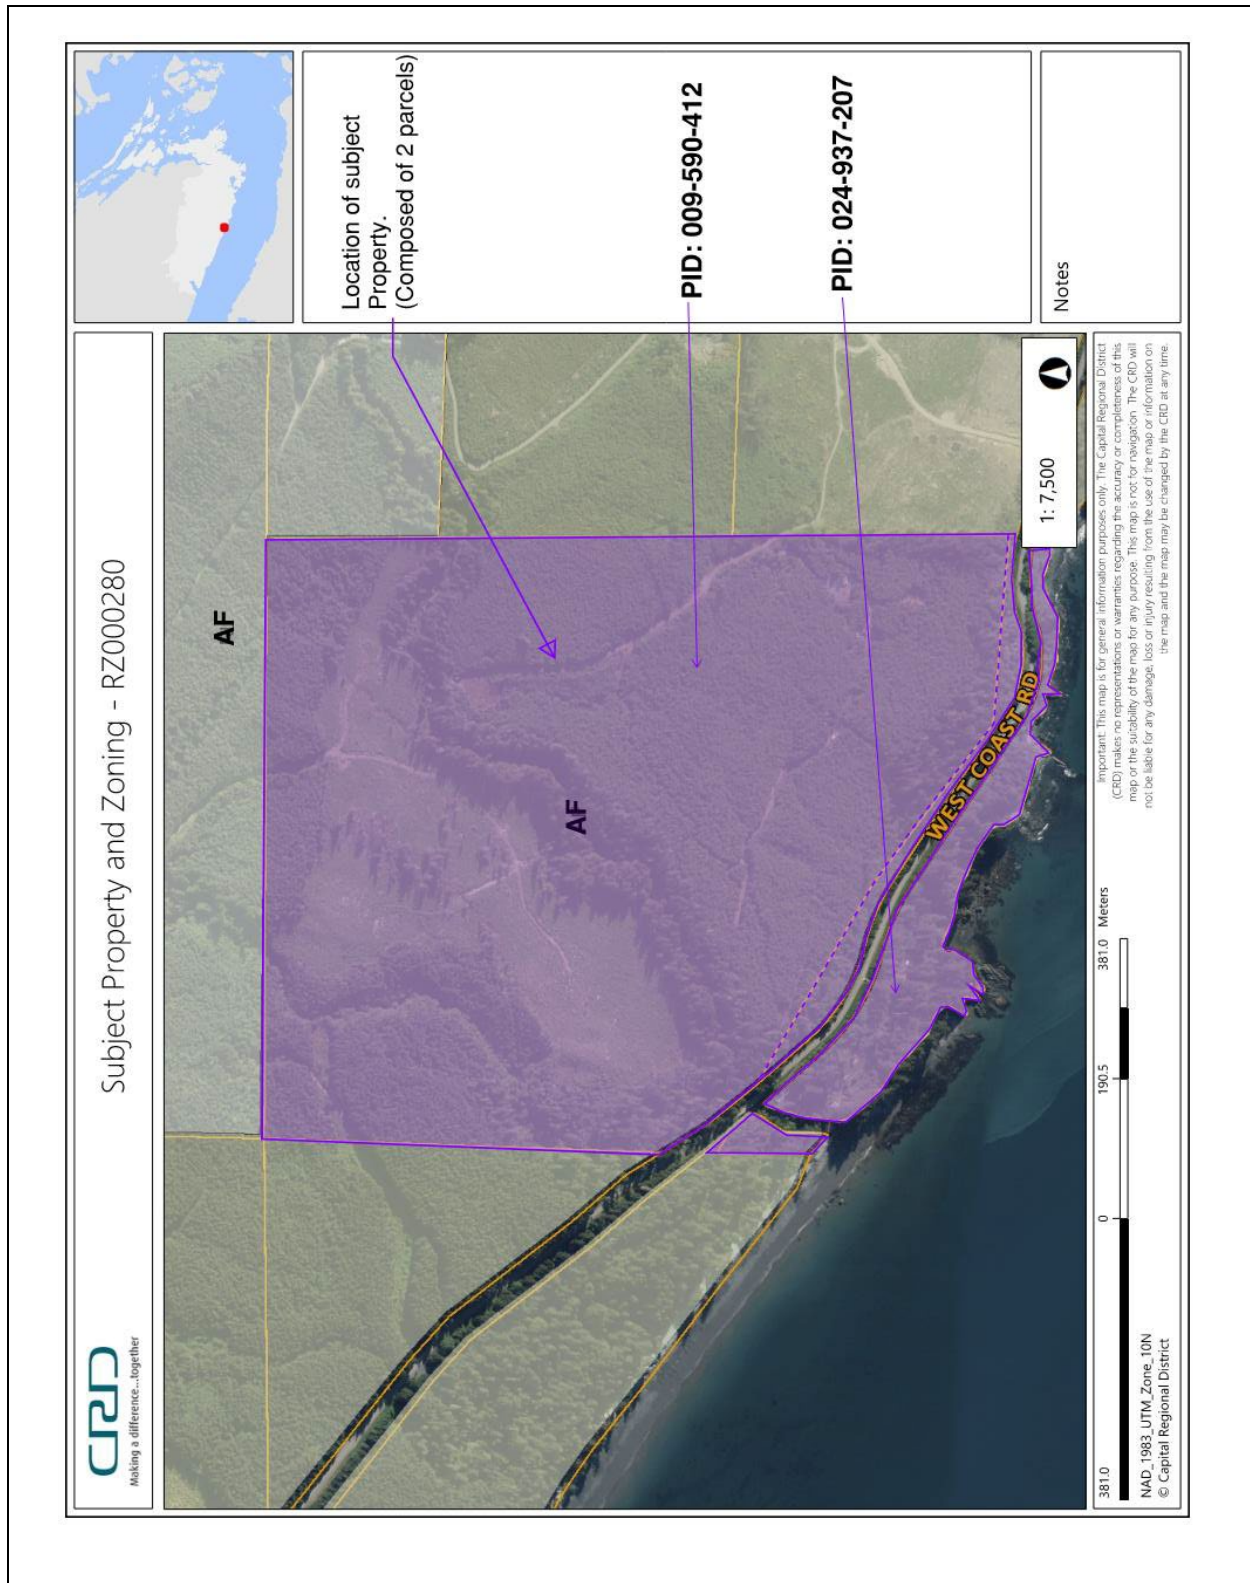 CRD
Making a difference...together
Subject Property and Zoning - RZ0000280
Location of subject
Property.
(Composed of 2 parcels)
PID: 009-590-412
PID: 024-937-207
Notes
AF
AF
WEST COAST RD
1: 7,500
381.0
0
190.5
381.0
Meters
NAD_1983_UTM_Zone_10N
© Capital Regional District
Important: This map is for general information purposes only. The Capital Regional District
(CRD) makes no representations or warranties regarding the accuracy or completeness of this
map or the suitability of the map for any purpose. This map is not for navigation. The CRD will
not be liable for any damage, loss or injury resulting from the use of the map or information on
the map and the map may be changed by the CRD at any time.